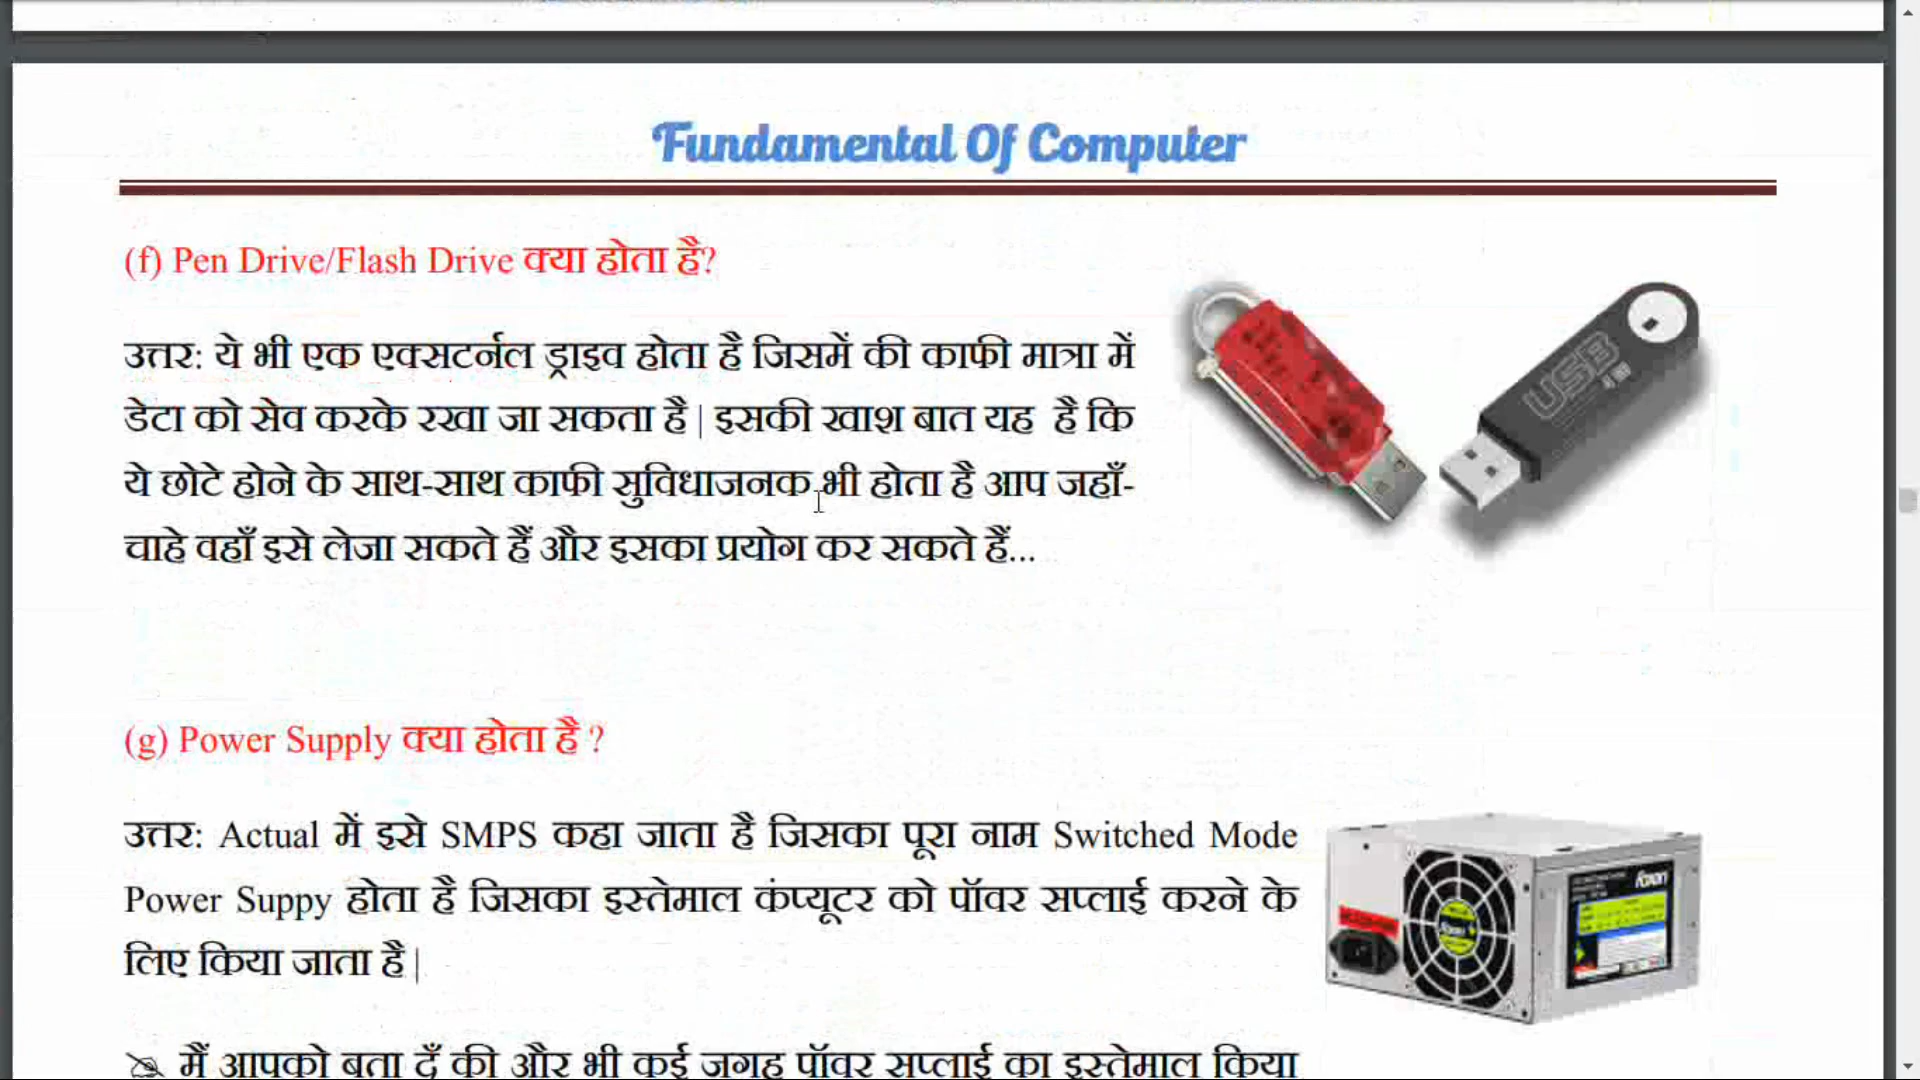 Fundamental Of Computer
(f) Pen Drive/Flash Drive क्या होता है?
उत्तर: ये भी एक एक्सटर्नल ड्राइव होता है जिसमें की काफी मात्रा में
डेटा को सेव करके रखा जा सकता है | इसकी खाश बात यह है कि
ये छोटे होने के साथ-साथ काफी सुविधाजनक भी होता है आप जहाँ-
चाहे वहाँ इसे लेजा सकते हैं और इसका प्रयोग कर सकते हैं...
USB
(g) Power Supply क्या होता है ?
उत्तर: Actual में इसे SMPS कहा जाता है जिसका पूरा नाम Switched Mode
Power Suppy होता है जिसका इस्तेमाल कंप्यूटर को पॉवर सप्लाई करने के
लिए किया जाता है |
foxin
मैं आपको बता दूँ की और भी कई जगह पॉवर सप्लाई का इस्तेमाल किया